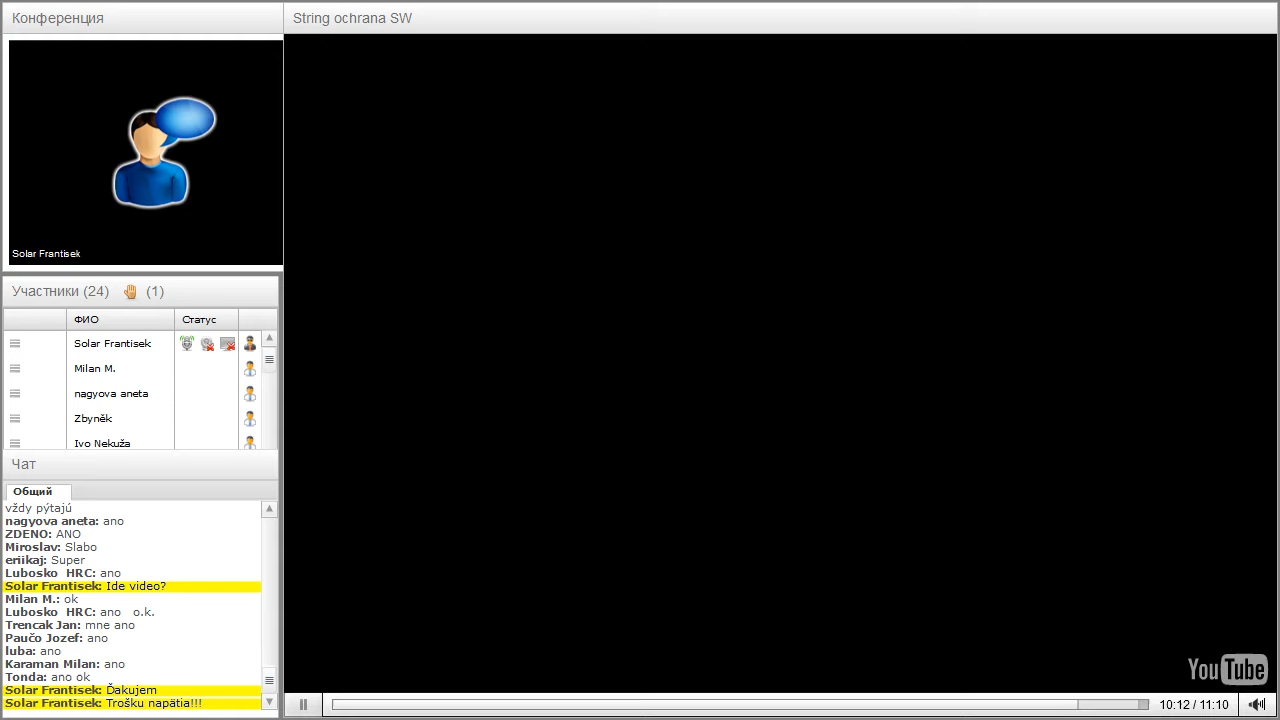 Конференция
String ochrana SW
Solar Frantisek
Участники (24) (1)
ФИО Статус
Solar Frantisek
Milan M.
nagyova aneta
Zbyněk
Ivo Nekuža
Чат
Общий
vždy pýtajú
nagyova aneta: ano
ZDENO: ANO
Miroslav: Slabo
eriikaj: Super
Lubosko HRC: ano
Solar Frantisek: Ide video?
Milan M.: ok
Lubosko HRC: ano o.k.
Trencak Jan: mne ano
Paučo Jozef: ano
luba: ano
Karaman Milan: ano
Tonda: ano ok
Solar Frantisek: Ďakujem
Solar Frantisek: Trošku napätia!!!
YouTube
10:12 / 11:10